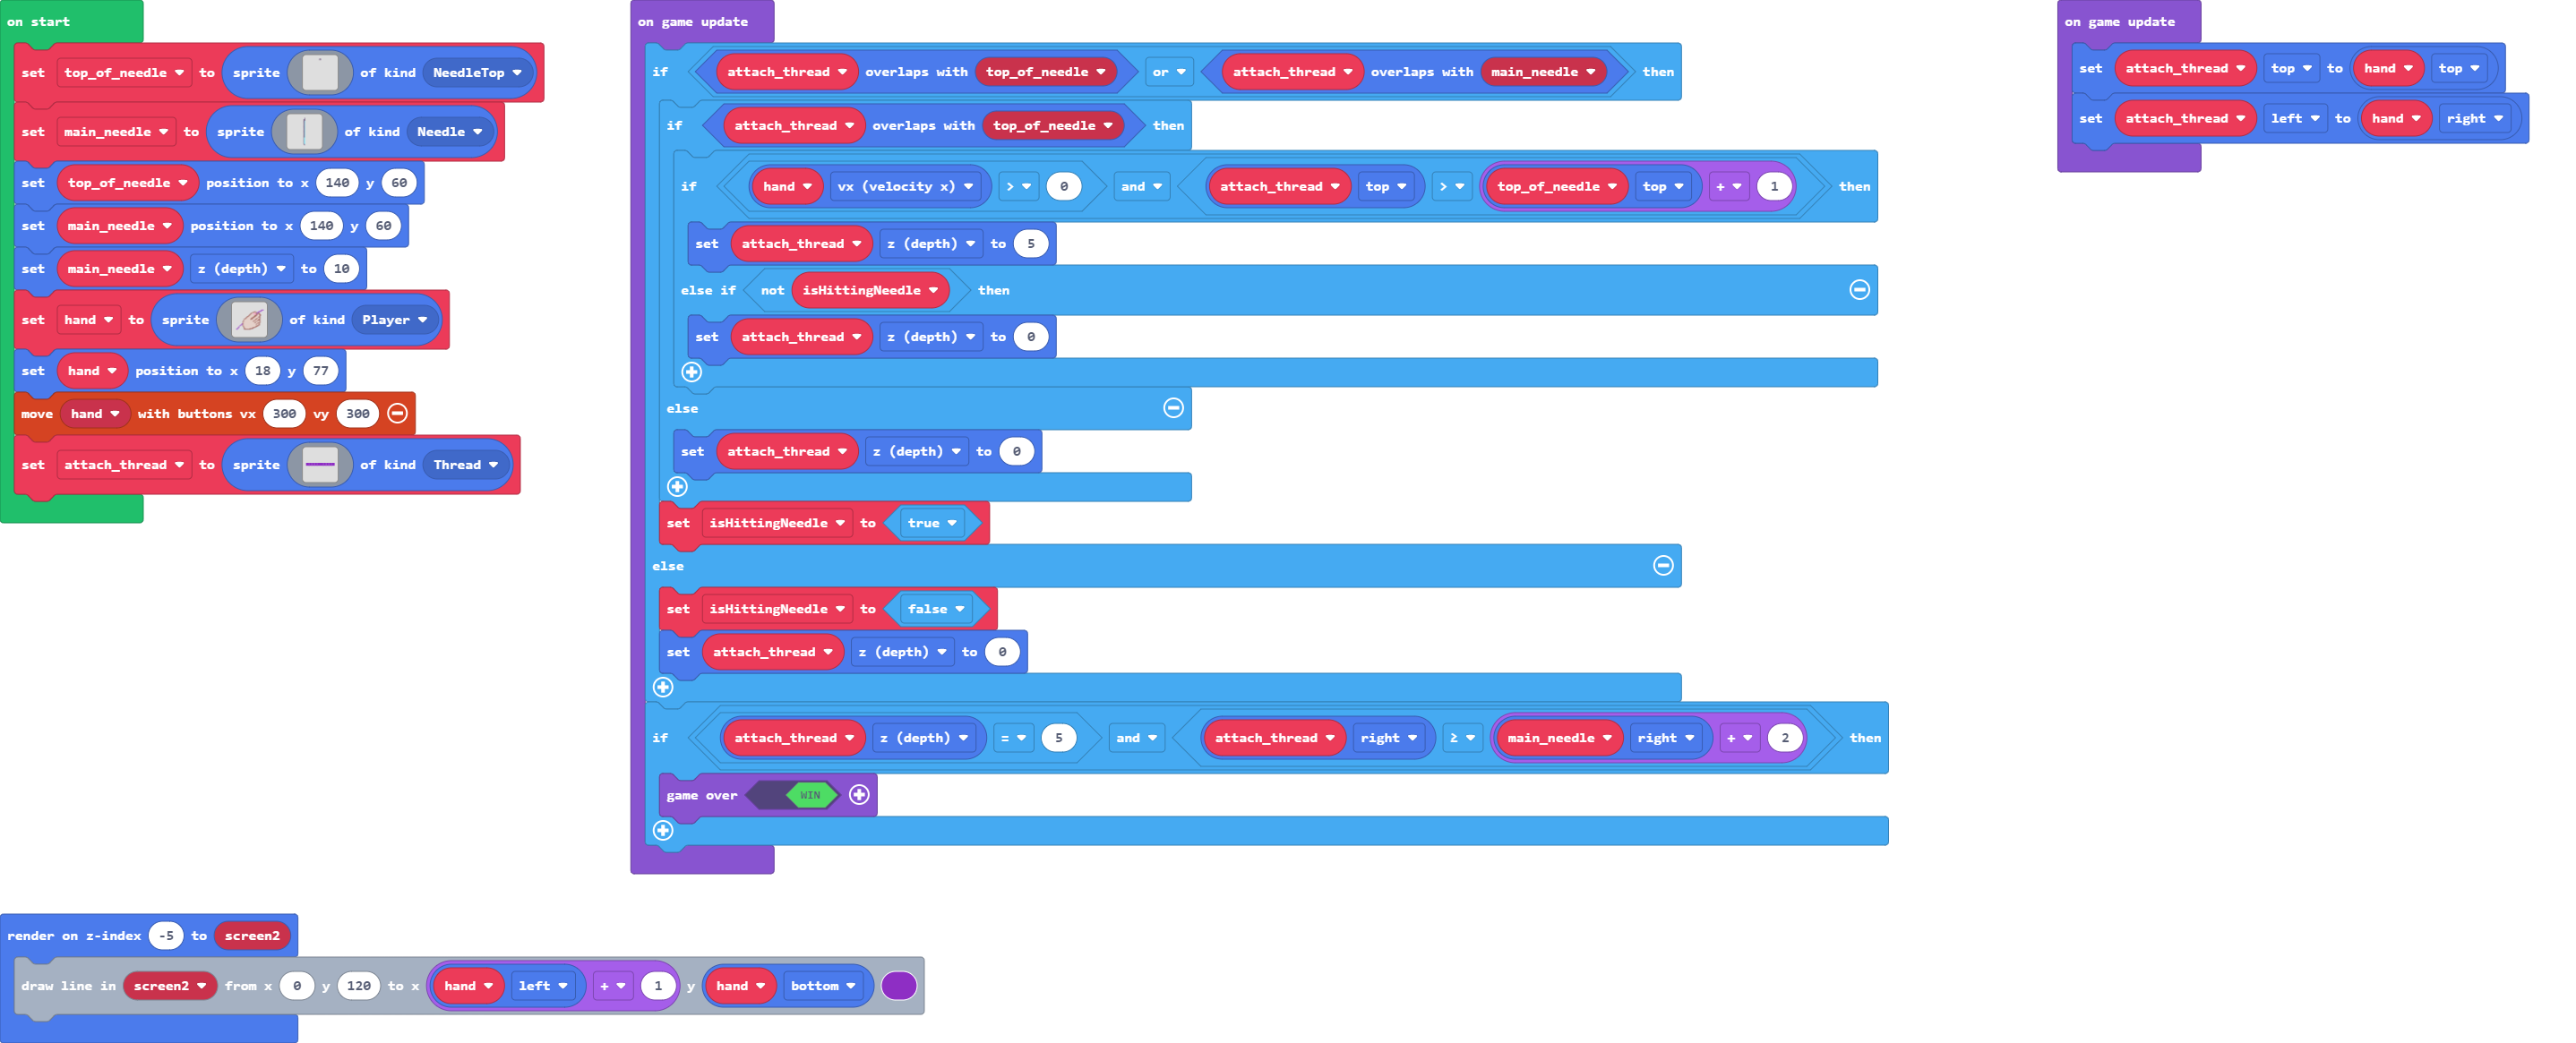 on start
set top_of_needle to sprite of kind NeedleTop
set main_needle to sprite of kind Needle
set top_of_needle position to x 140 y 60
set main_needle position to x 140 y 60
set main_needle z (depth) to 10
set hand to sprite of kind Player
set hand position to x 18 y 77
move hand with buttons vx 300 vy 300
set attach_thread to sprite of kind Thread
on game update
if attach_thread overlaps with top_of_needle or attach_thread overlaps with main_needle then
if attach_thread overlaps with top_of_needle then
if hand vx (velocity x) > 0 and attach_thread top > top_of_needle top + 1 then
set attach_thread z (depth) to 5
else if not isHittingNeedle then
set attach_thread z (depth) to 0
else
set attach_thread z (depth) to 0
set isHittingNeedle to true
else
set isHittingNeedle to false
set attach_thread z (depth) to 0
if attach_thread z (depth) = 5 and attach_thread right ≥ main_needle right + 2 then
game over WIN
on game update
set attach_thread top to hand top
set attach_thread left to hand right
render on z-index -5 to screen2
draw line in screen2 from x 0 y 120 to x hand left + 1 y hand bottom